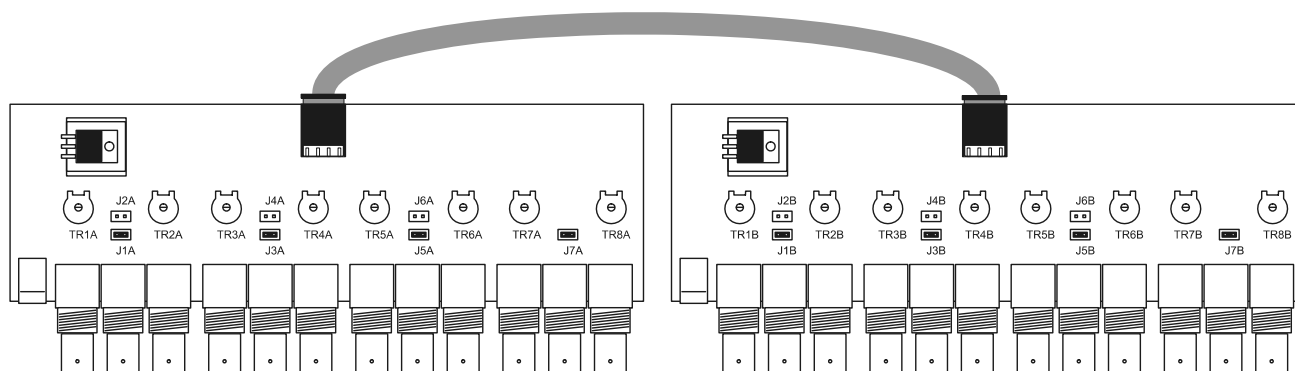 J2A J4A J6A J2B J4B J6B
TR1A TR2A TR3A TR4A TR5A TR6A TR7A TR8A TR1B TR2B TR3B TR4B TR5B TR6B TR7B TR8B
J1A J3A J5A J7A J1B J3B J5B J7B